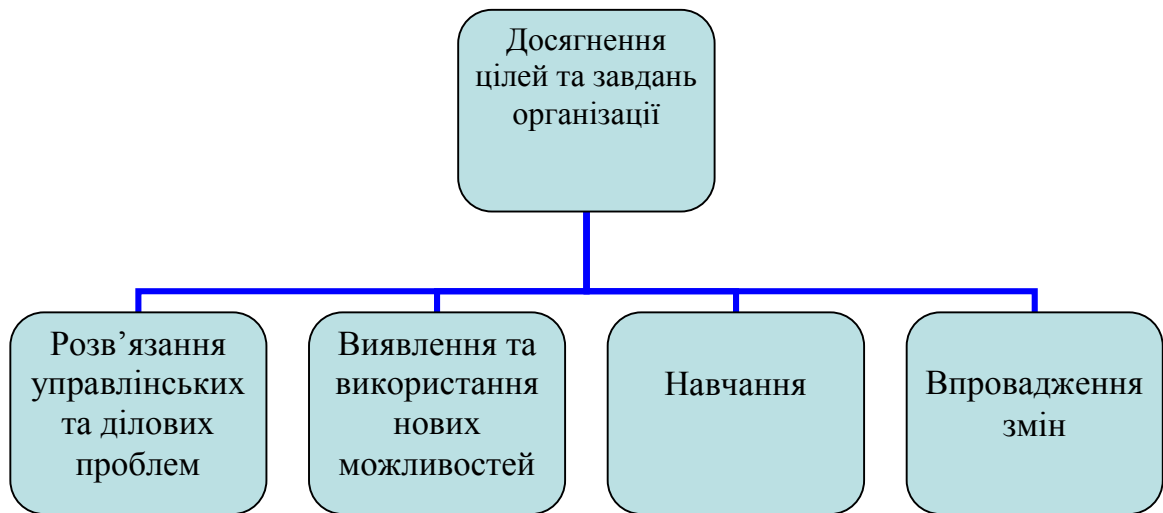 Досягнення
цілей та завдань
організації
Розв’язання
управлінських
та ділових
проблем
Виявлення та
використання
нових
можливостей
Навчання
Впровадження
змін